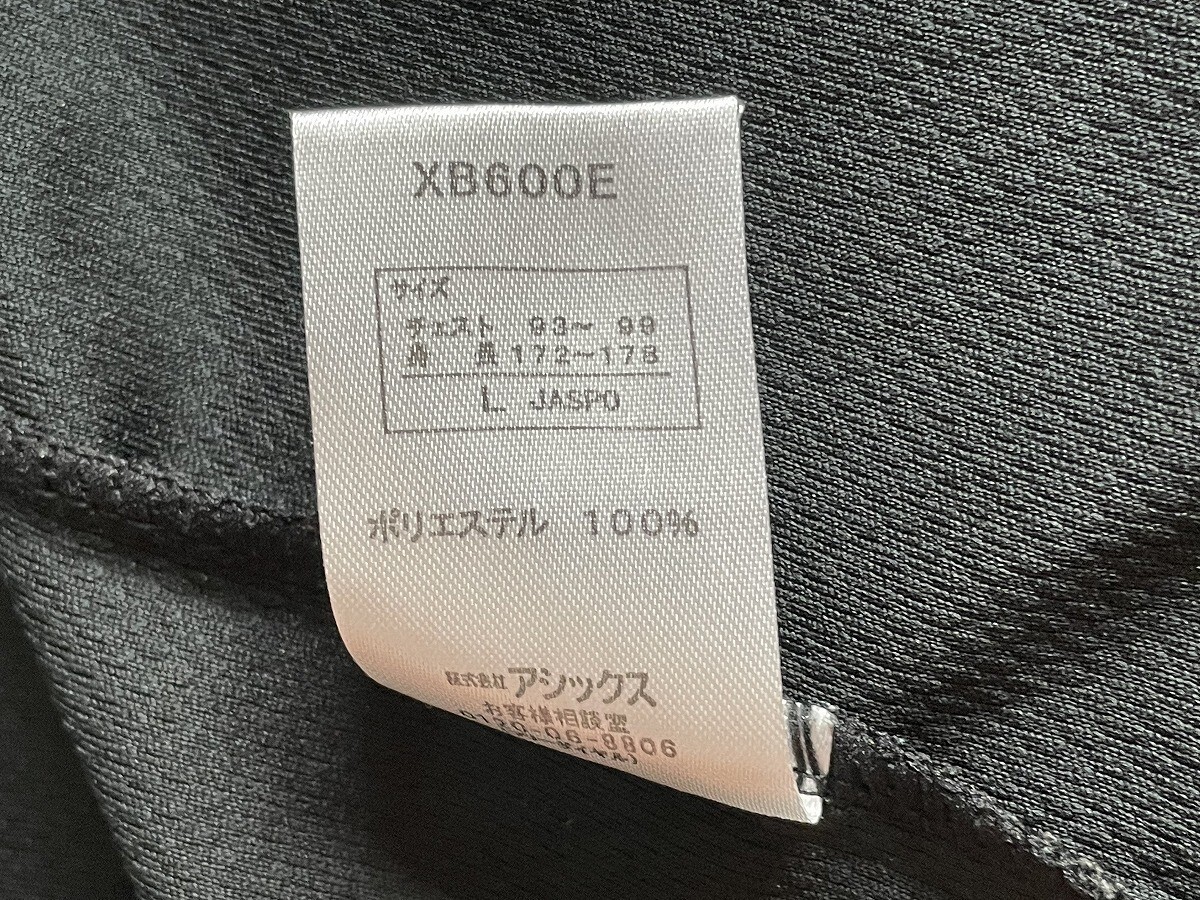 XB600E
サイズ
チェスト 93〜 99
身 長 172〜178
L JASPO
ポリエステル 100%
株式会社アシックス
お客様相談室
0120-06-8806